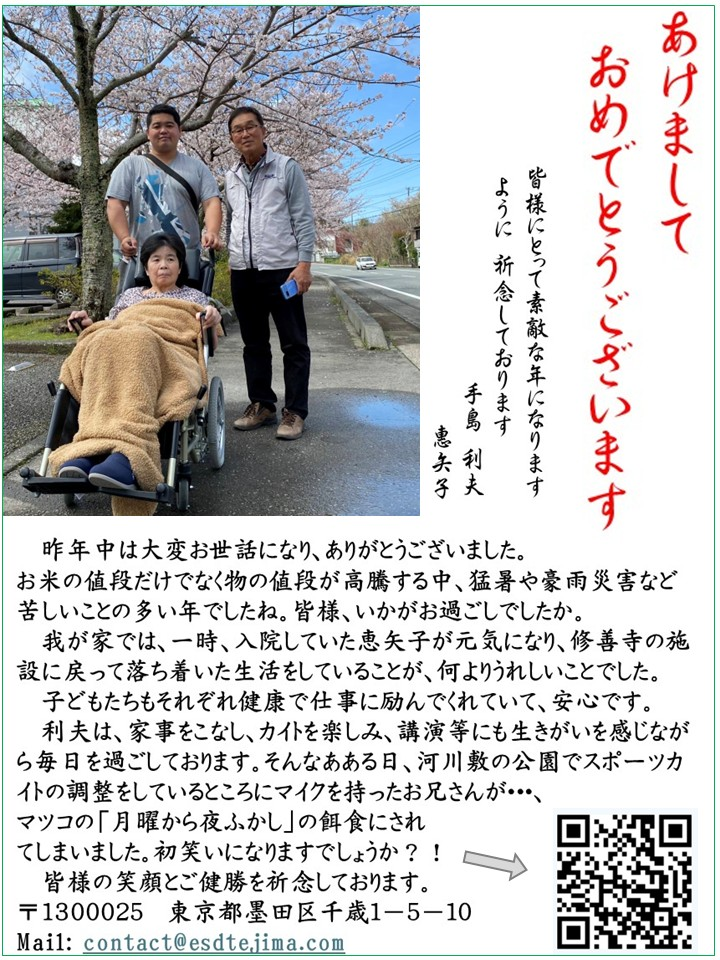 あけまして
おめでとうございます
皆様にとって素敵な年になります
ように 祈念しております
手島 利夫
恵矢子
昨年中は大変お世話になり、ありがとうございました。
お米の値段だけでなく物の値段が高騰する中、猛暑や豪雨災害など
苦しいことの多い年でしたね。皆様、いかがお過ごしでしたか。
我が家では、一時、入院していた恵矢子が元気になり、修善寺の施
設に戻って落ち着いた生活をしていることが、何よりうれしいことでした。
子どもたちもそれぞれ健康で仕事に励んでくれていて、安心です。
利夫は、家事をこなし、カイトを楽しみ、講演等にも生きがいを感じなが
ら毎日を過ごしております。そんなあある日、河川敷の公園でスポーツカ
イトの調整をしているところにマイクを持ったお兄さんが・・・、
マツコの「月曜から夜ふかし」の餌食にされ
てしまいました。初笑いになりますでしょうか？！
皆様の笑顔とご健勝を祈念しております。
〒1300025 東京都墨田区千歳1－5－10
Mail: contact@esdtejima.com